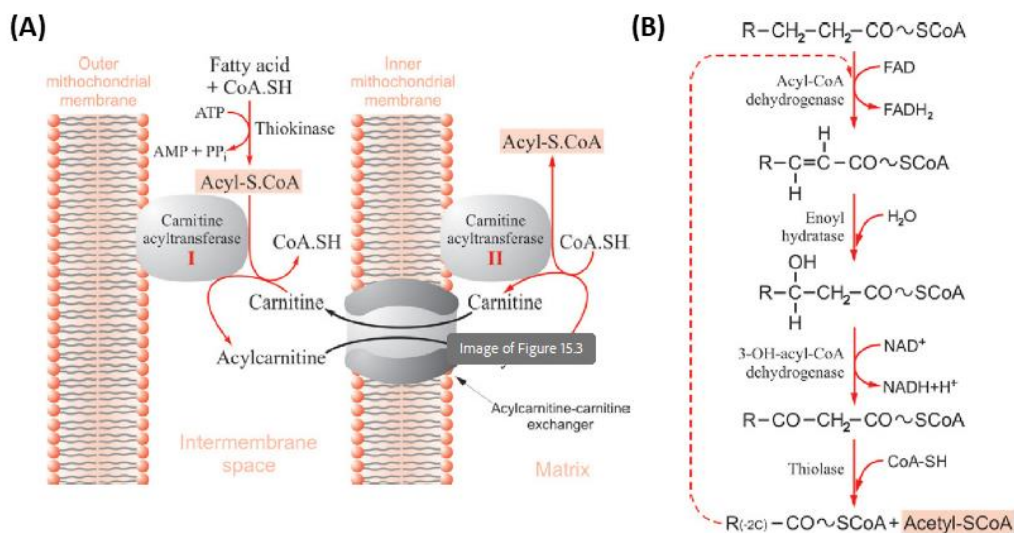 (A)
Outer
mithochondrial
membrane
Fatty acid
+ CoA.SH
ATP
Thiokinase
AMP + PPi
Acyl-S.CoA
Carnitine
acyltransferase
I
CoA.SH
Carnitine
Acylcarnitine
Intermembrane
space
Inner
mithochondrial
membrane
Acyl-S.CoA
Carnitine
acyltransferase
II
CoA.SH
Carnitine
Image of Figure 15.3
Acylcarnitine-carnitine
exchanger
Matrix
(B)
R—CH₂—CH₂—CO∼SCoA
FAD
Acyl-CoA
dehydrogenase
FADH₂
H
R—C=C—CO∼SCoA
H
Enoyl
hydratase
H₂O
OH
R—C—CH₂—CO∼SCoA
H
3-OH-acyl-CoA
dehydrogenase
NAD⁺
NADH+H⁺
R—CO—CH₂—CO∼SCoA
Thiolase
CoA-SH
R(-2C)—CO∼SCoA + Acetyl-SCoA